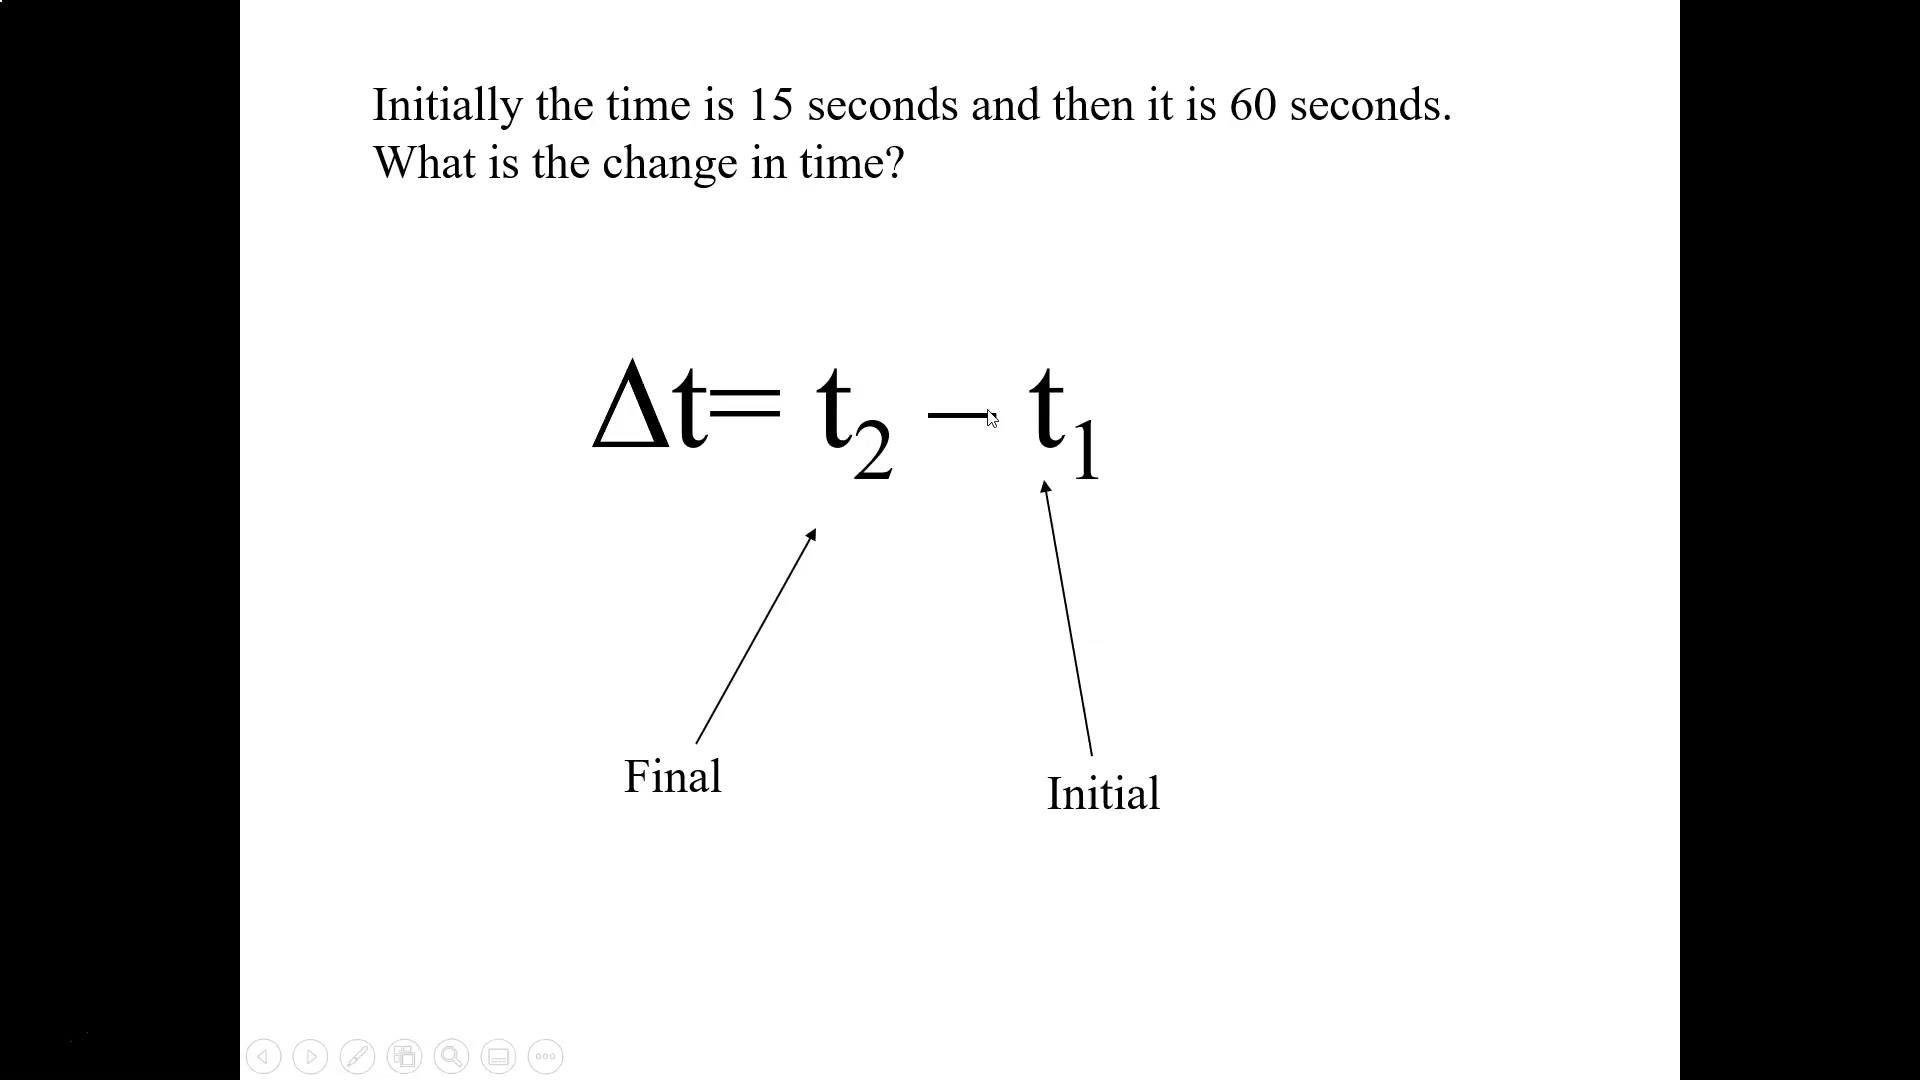 Initially the time is 15 seconds and then it is 60 seconds.
What is the change in time?
Δt= t₂ – t₁
Final
Initial